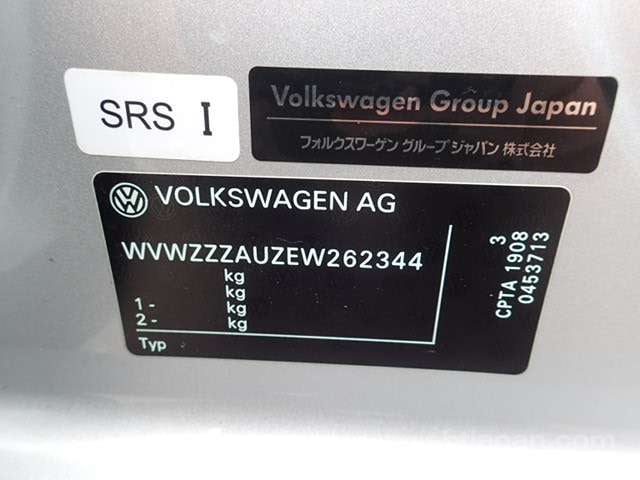 SRS I
Volkswagen Group Japan
フォルクスワーゲン グループ ジャパン 株式会社
VOLKSWAGEN AG
WVWZZZAUZEW262344
kg
kg
1 - kg
2 - kg
Typ
3
CPTA 1908
0453713